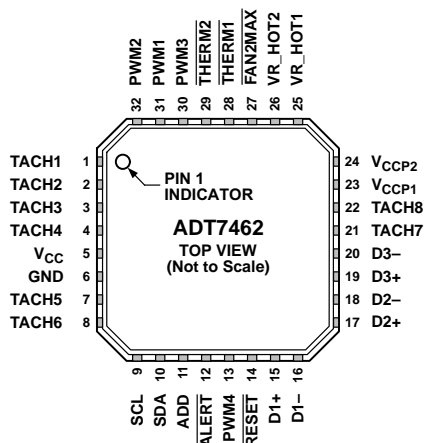 32 PWM2
31 PWM1
30 PWM3
29 THERM2
28 THERM1
27 FAN2MAX
26 VR_HOT2
25 VR_HOT1
TACH1 1
TACH2 2
TACH3 3
TACH4 4
VCC 5
GND 6
TACH5 7
TACH6 8
PIN 1
INDICATOR
ADT7462
TOP VIEW
(Not to Scale)
24 VCCP2
23 VCCP1
22 TACH8
21 TACH7
20 D3–
19 D3+
18 D2–
17 D2+
SCL 9
SDA 10
ADD 11
ALERT 12
PWM4 13
RESET 14
D1+ 15
D1– 16